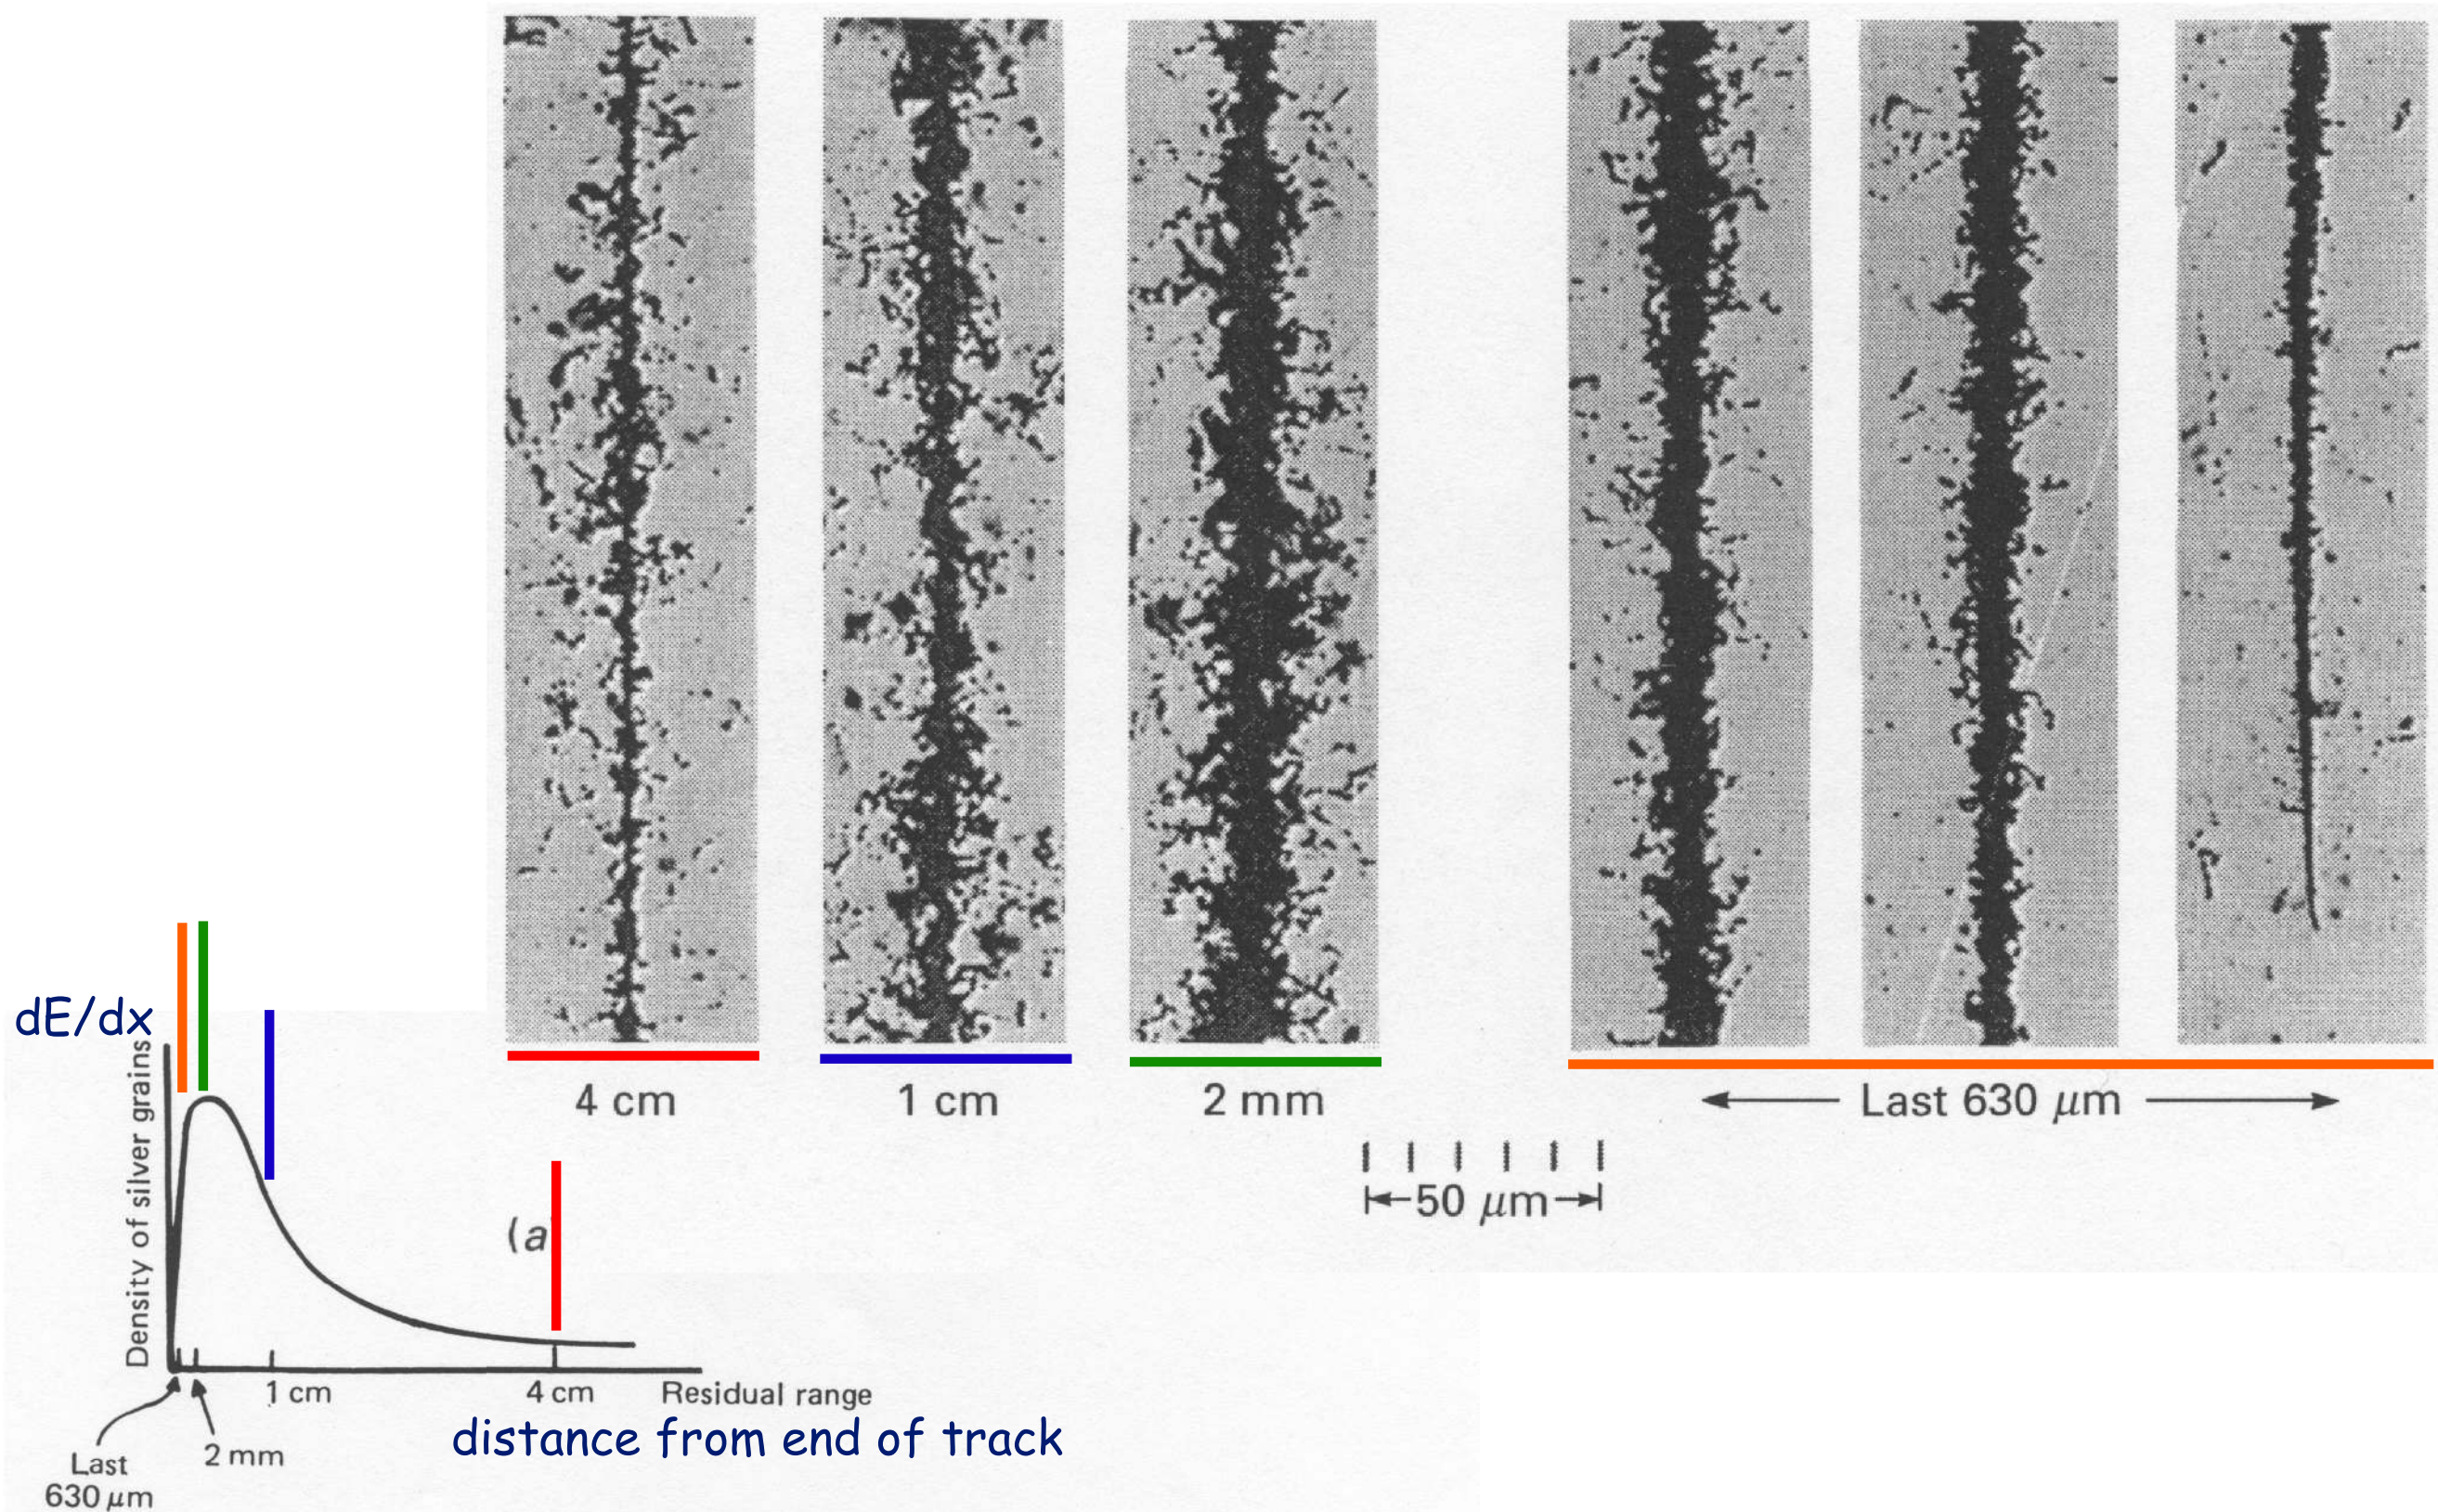 4 cm
1 cm
2 mm
Last 630 μm
50 μm
dE/dx
Density of silver grains
(a
1 cm
4 cm
Residual range
distance from end of track
2 mm
Last
630 μm